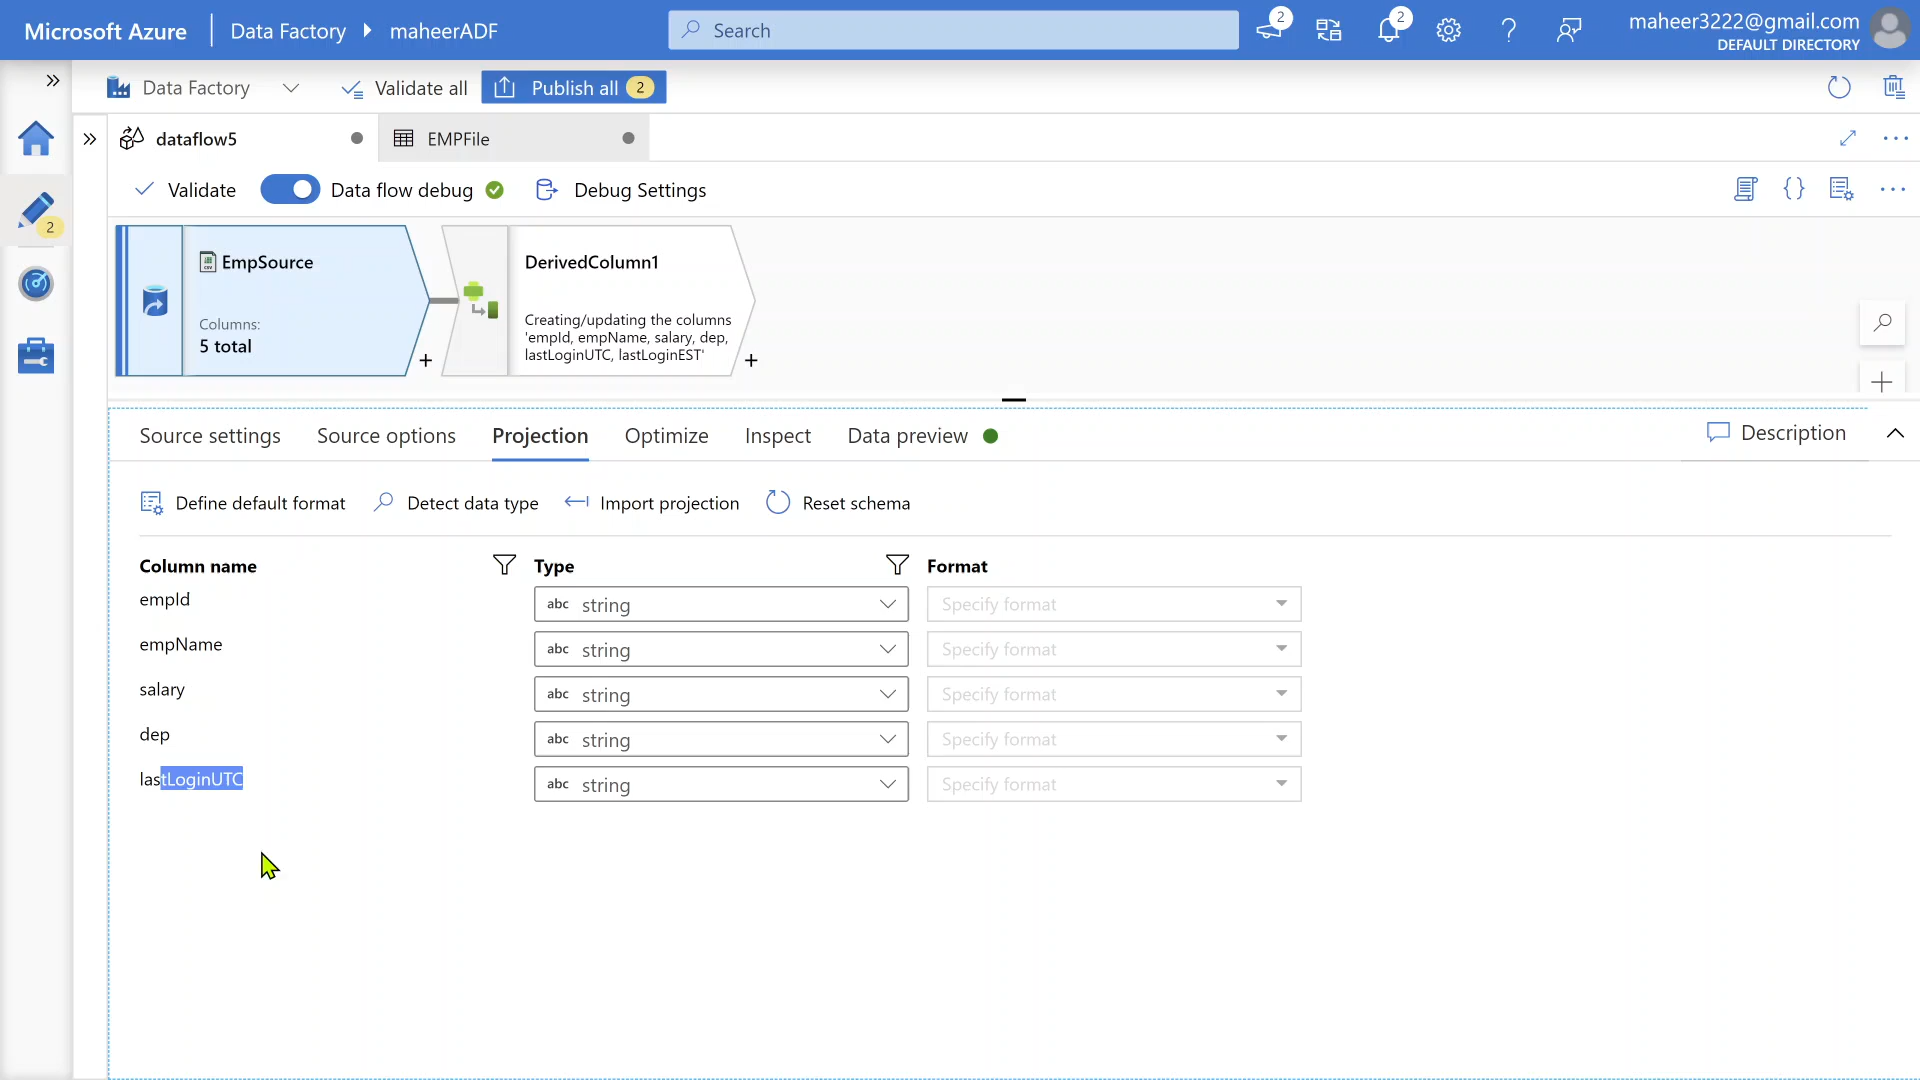 Microsoft Azure
Data Factory
maheerADF
Search
2
2
maheer3222@gmail.com
DEFAULT DIRECTORY
Data Factory
Validate all
Publish all
2
dataflow5
EMPFile
Validate
Data flow debug
Debug Settings
2
EmpSource
Columns:
5 total
+
DerivedColumn1
Creating/updating the columns
'empId, empName, salary, dep,
lastLoginUTC, lastLoginEST'
+
Source settings
Source options
Projection
Optimize
Inspect
Data preview
Description
Define default format
Detect data type
Import projection
Reset schema
Column name
Type
Format
empId
abc string
Specify format
empName
abc string
Specify format
salary
abc string
Specify format
dep
abc string
Specify format
lastLoginUTC
abc string
Specify format